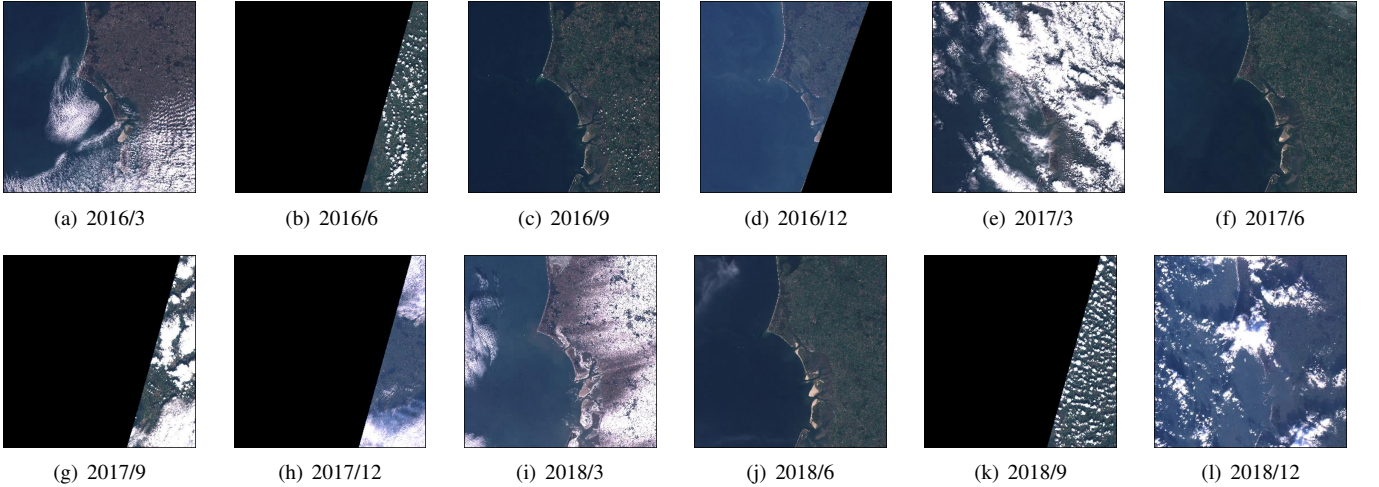 (a) 2016/3
(b) 2016/6
(c) 2016/9
(d) 2016/12
(e) 2017/3
(f) 2017/6
(g) 2017/9
(h) 2017/12
(i) 2018/3
(j) 2018/6
(k) 2018/9
(l) 2018/12